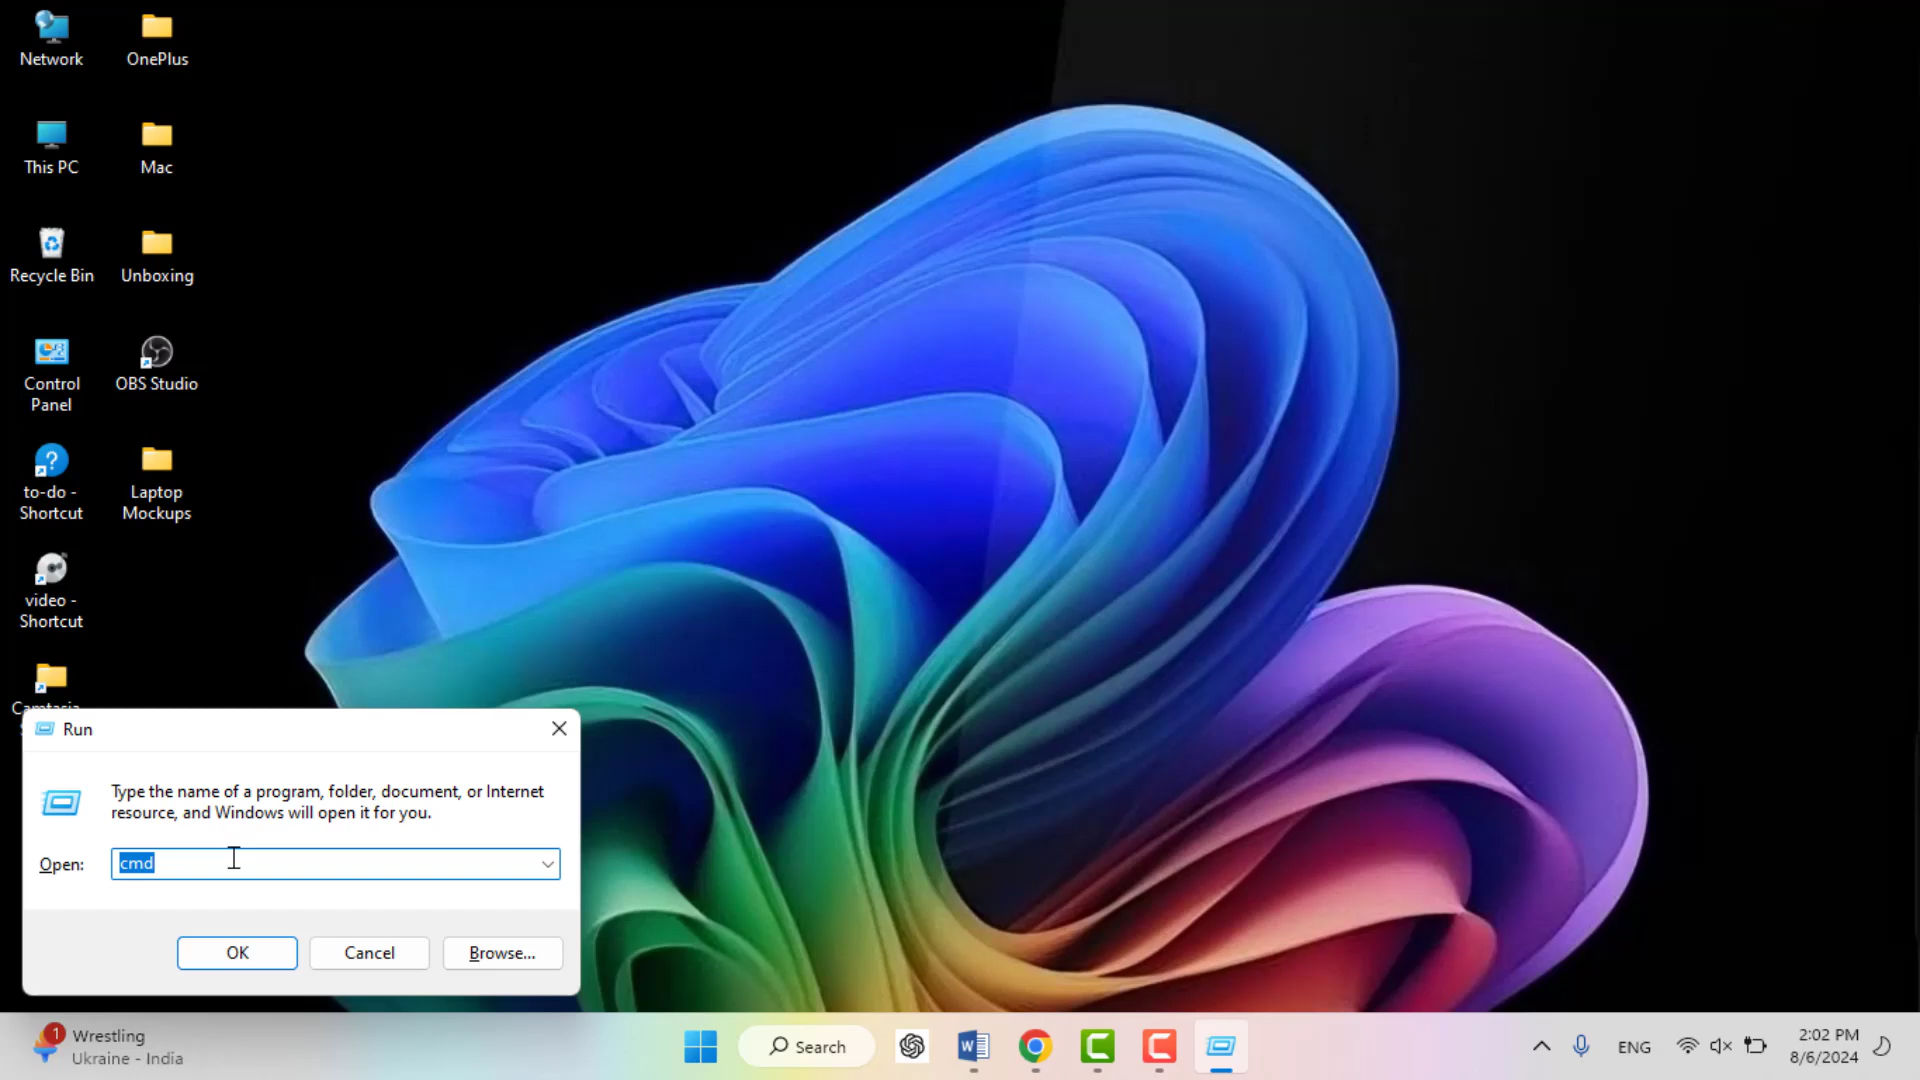 Network
OnePlus
This PC
Mac
Recycle Bin
Unboxing
Control
Panel
OBS Studio
to-do -
Shortcut
Laptop
Mockups
video -
Shortcut
Run
Type the name of a program, folder, document, or Internet
resource, and Windows will open it for you.
Open:
cmd
OK
Cancel
Browse...
1
Wrestling
Ukraine - India
Search
ENG
2:02 PM
8/6/2024